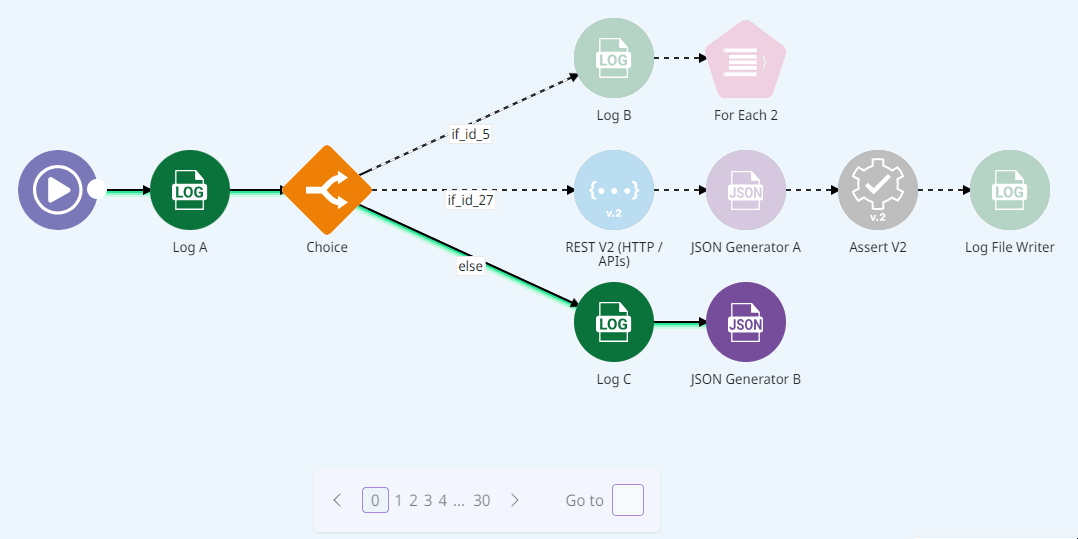 LOG
Log B
}
For Each 2
if_id_5
LOG
Log A
Choice
if_id_27
{•••}
v.2
REST V2 (HTTP /
APIs)
JSON
JSON Generator A
v.2
Assert V2
LOG
Log File Writer
else
LOG
Log C
JSON
JSON Generator B
0 1 2 3 4 ... 30
Go to